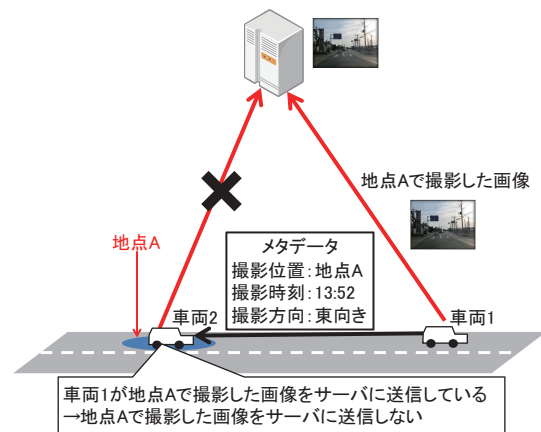 地点Aで撮影した画像
地点A
メタデータ
撮影位置:地点A
撮影時刻:13:52
撮影方向:東向き
車両2
車両1
車両1が地点Aで撮影した画像をサーバに送信している
→地点Aで撮影した画像をサーバに送信しない